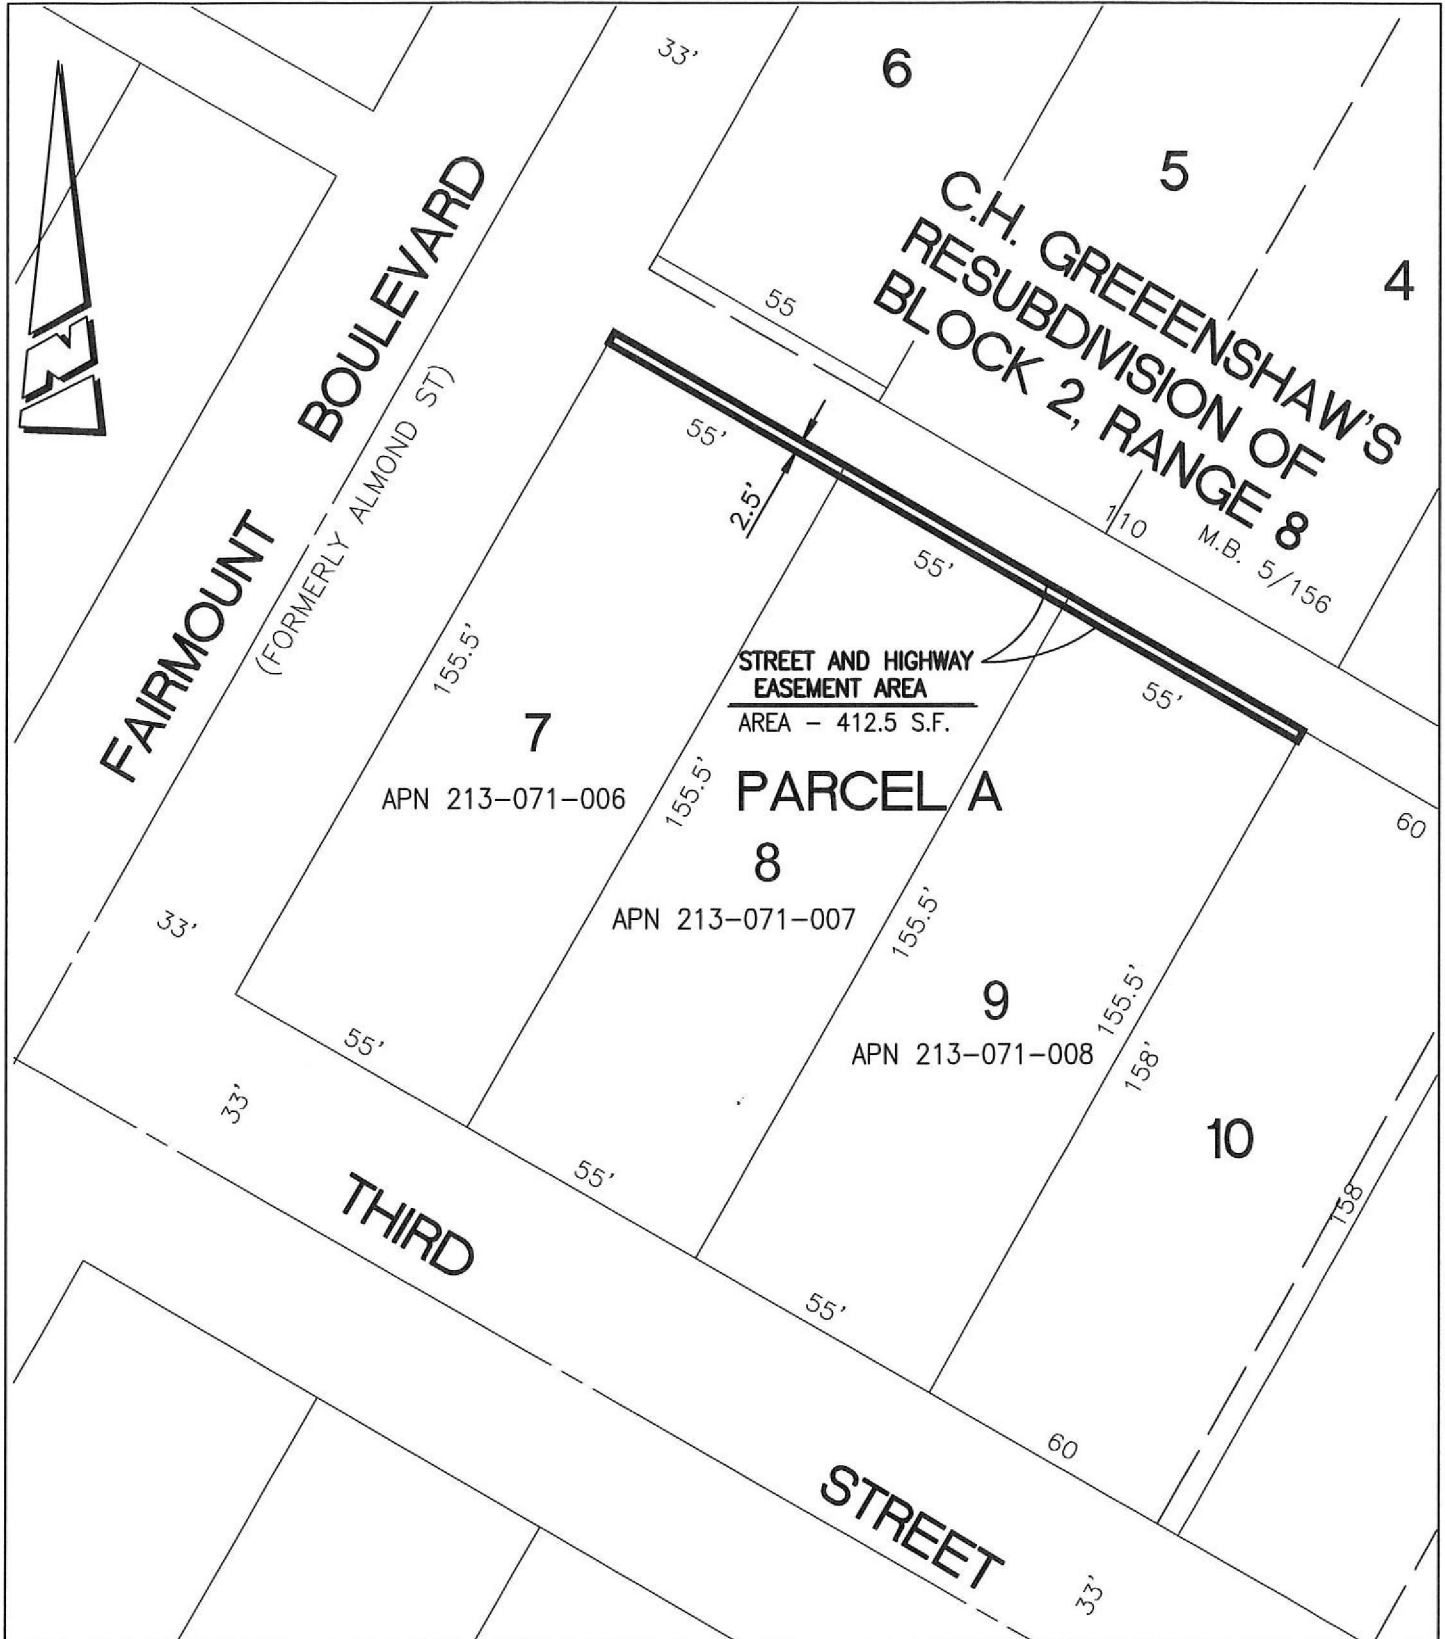 33'
6
5
4
C.H. GREEENSHAW'S
RESUBDIVISION OF
BLOCK 2, RANGE 8
M.B. 5/156
FAIRMOUNT BOULEVARD
(FORMERLY ALMOND ST)
55
110
55'
2.5'
55'
55'
STREET AND HIGHWAY
EASEMENT AREA
AREA - 412.5 S.F.
155.5'
7
APN 213-071-006
155.5'
PARCEL A
60
8
APN 213-071-007
155.5'
33'
9
APN 213-071-008
155.5'
158'
55'
33'
10
158
55'
THIRD STREET
55'
60
33'